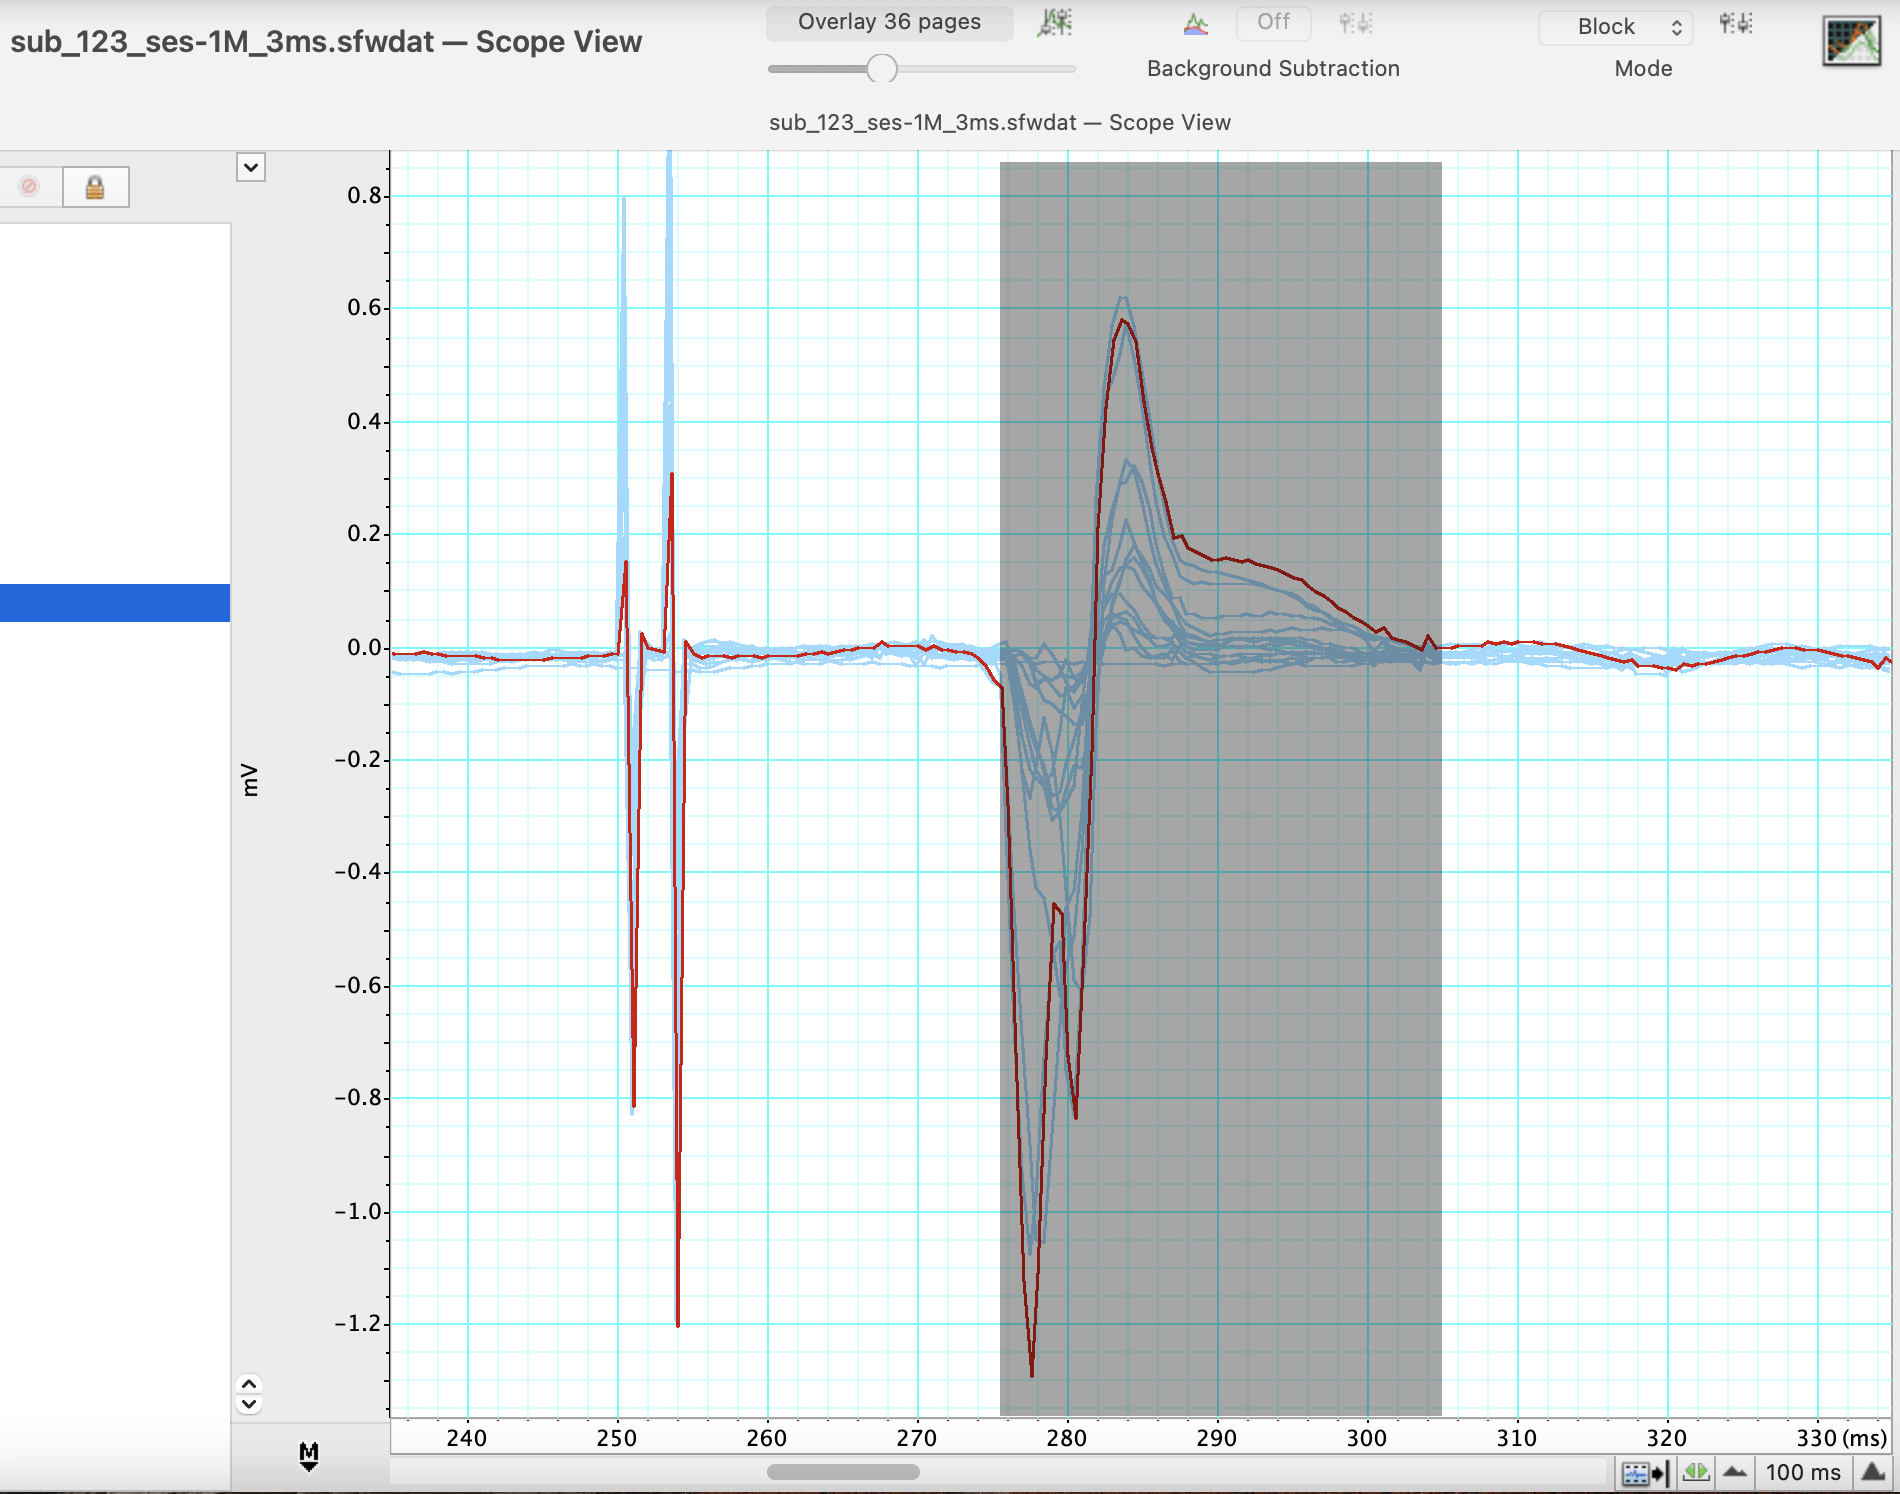 sub_123_ses-1M_3ms.sfwdat — Scope View
Overlay 36 pages
Off
Block
Background Subtraction
Mode
sub_123_ses-1M_3ms.sfwdat — Scope View
0.8
0.6
0.4
0.2
0.0
−0.2
mV
−0.4
−0.6
−0.8
−1.0
−1.2
240 250 260 270 280 290 300 310 320 330 (ms)
M
100 ms